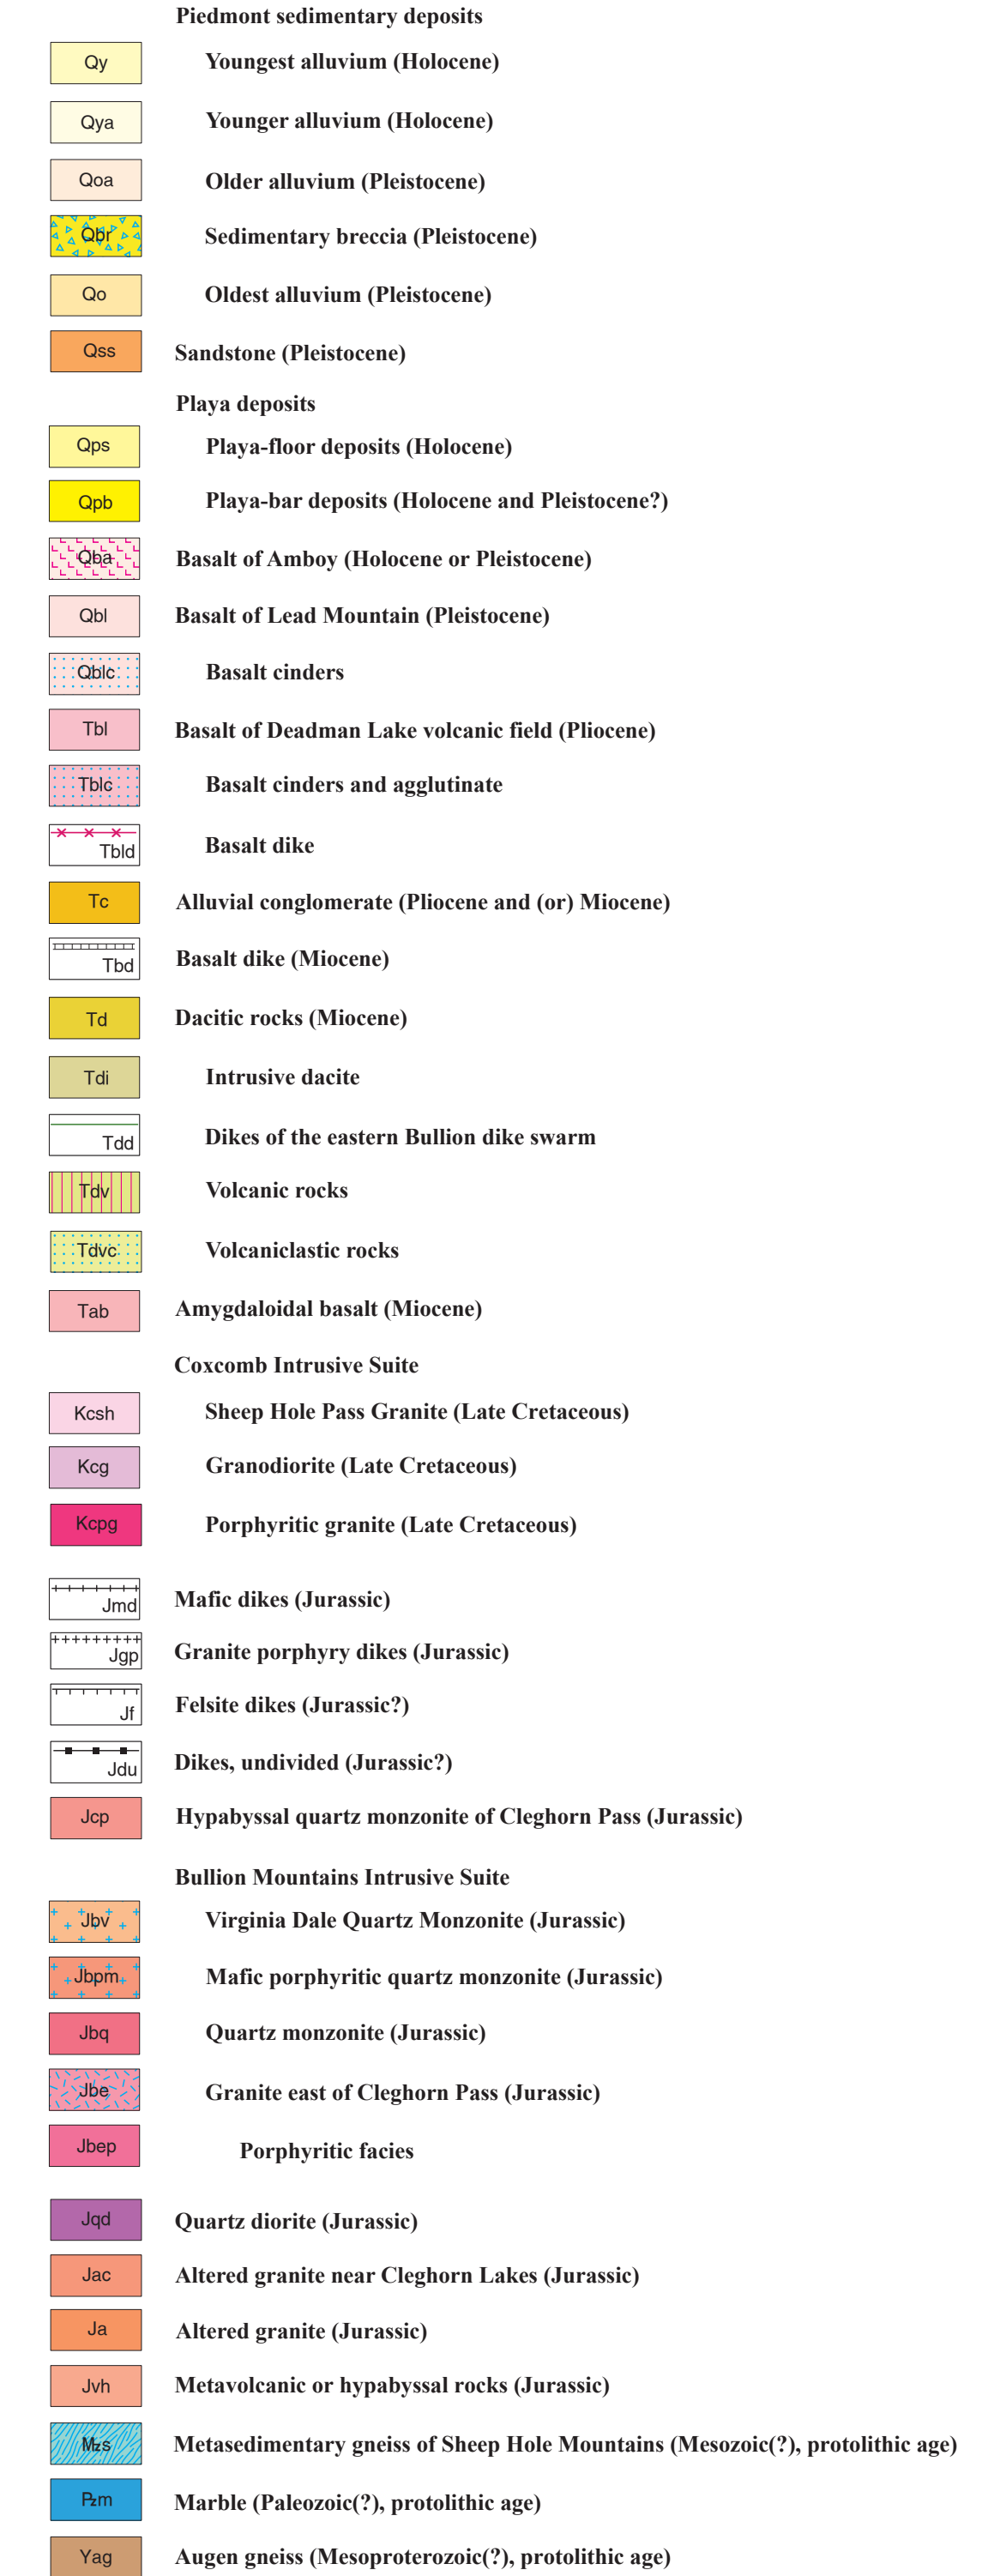 Piedmont sedimentary deposits
Qy Youngest alluvium (Holocene)
Qya Younger alluvium (Holocene)
Qoa Older alluvium (Pleistocene)
Qbr Sedimentary breccia (Pleistocene)
Qo Oldest alluvium (Pleistocene)
Qss Sandstone (Pleistocene)
Playa deposits
Qps Playa-floor deposits (Holocene)
Qpb Playa-bar deposits (Holocene and Pleistocene?)
Qba Basalt of Amboy (Holocene or Pleistocene)
Qbl Basalt of Lead Mountain (Pleistocene)
Qblc Basalt cinders
Tbl Basalt of Deadman Lake volcanic field (Pliocene)
Tblc Basalt cinders and agglutinate
Tbld Basalt dike
Tc Alluvial conglomerate (Pliocene and (or) Miocene)
Tbd Basalt dike (Miocene)
Td Dacitic rocks (Miocene)
Tdi Intrusive dacite
Tdd Dikes of the eastern Bullion dike swarm
Tdv Volcanic rocks
Tdvc Volcaniclastic rocks
Tab Amygdaloidal basalt (Miocene)
Coxcomb Intrusive Suite
Kcsh Sheep Hole Pass Granite (Late Cretaceous)
Kcg Granodiorite (Late Cretaceous)
Kcpg Porphyritic granite (Late Cretaceous)
Jmd Mafic dikes (Jurassic)
Jgp Granite porphyry dikes (Jurassic)
Jf Felsite dikes (Jurassic?)
Jdu Dikes, undivided (Jurassic?)
Jcp Hypabyssal quartz monzonite of Cleghorn Pass (Jurassic)
Bullion Mountains Intrusive Suite
Jbv Virginia Dale Quartz Monzonite (Jurassic)
Jbpm Mafic porphyritic quartz monzonite (Jurassic)
Jbq Quartz monzonite (Jurassic)
Jbe Granite east of Cleghorn Pass (Jurassic)
Jbep Porphyritic facies
Jqd Quartz diorite (Jurassic)
Jac Altered granite near Cleghorn Lakes (Jurassic)
Ja Altered granite (Jurassic)
Jvh Metavolcanic or hypabyssal rocks (Jurassic)
Mzs Metasedimentary gneiss of Sheep Hole Mountains (Mesozoic(?), protolithic age)
Pzm Marble (Paleozoic(?), protolithic age)
Yag Augen gneiss (Mesoproterozoic(?), protolithic age)